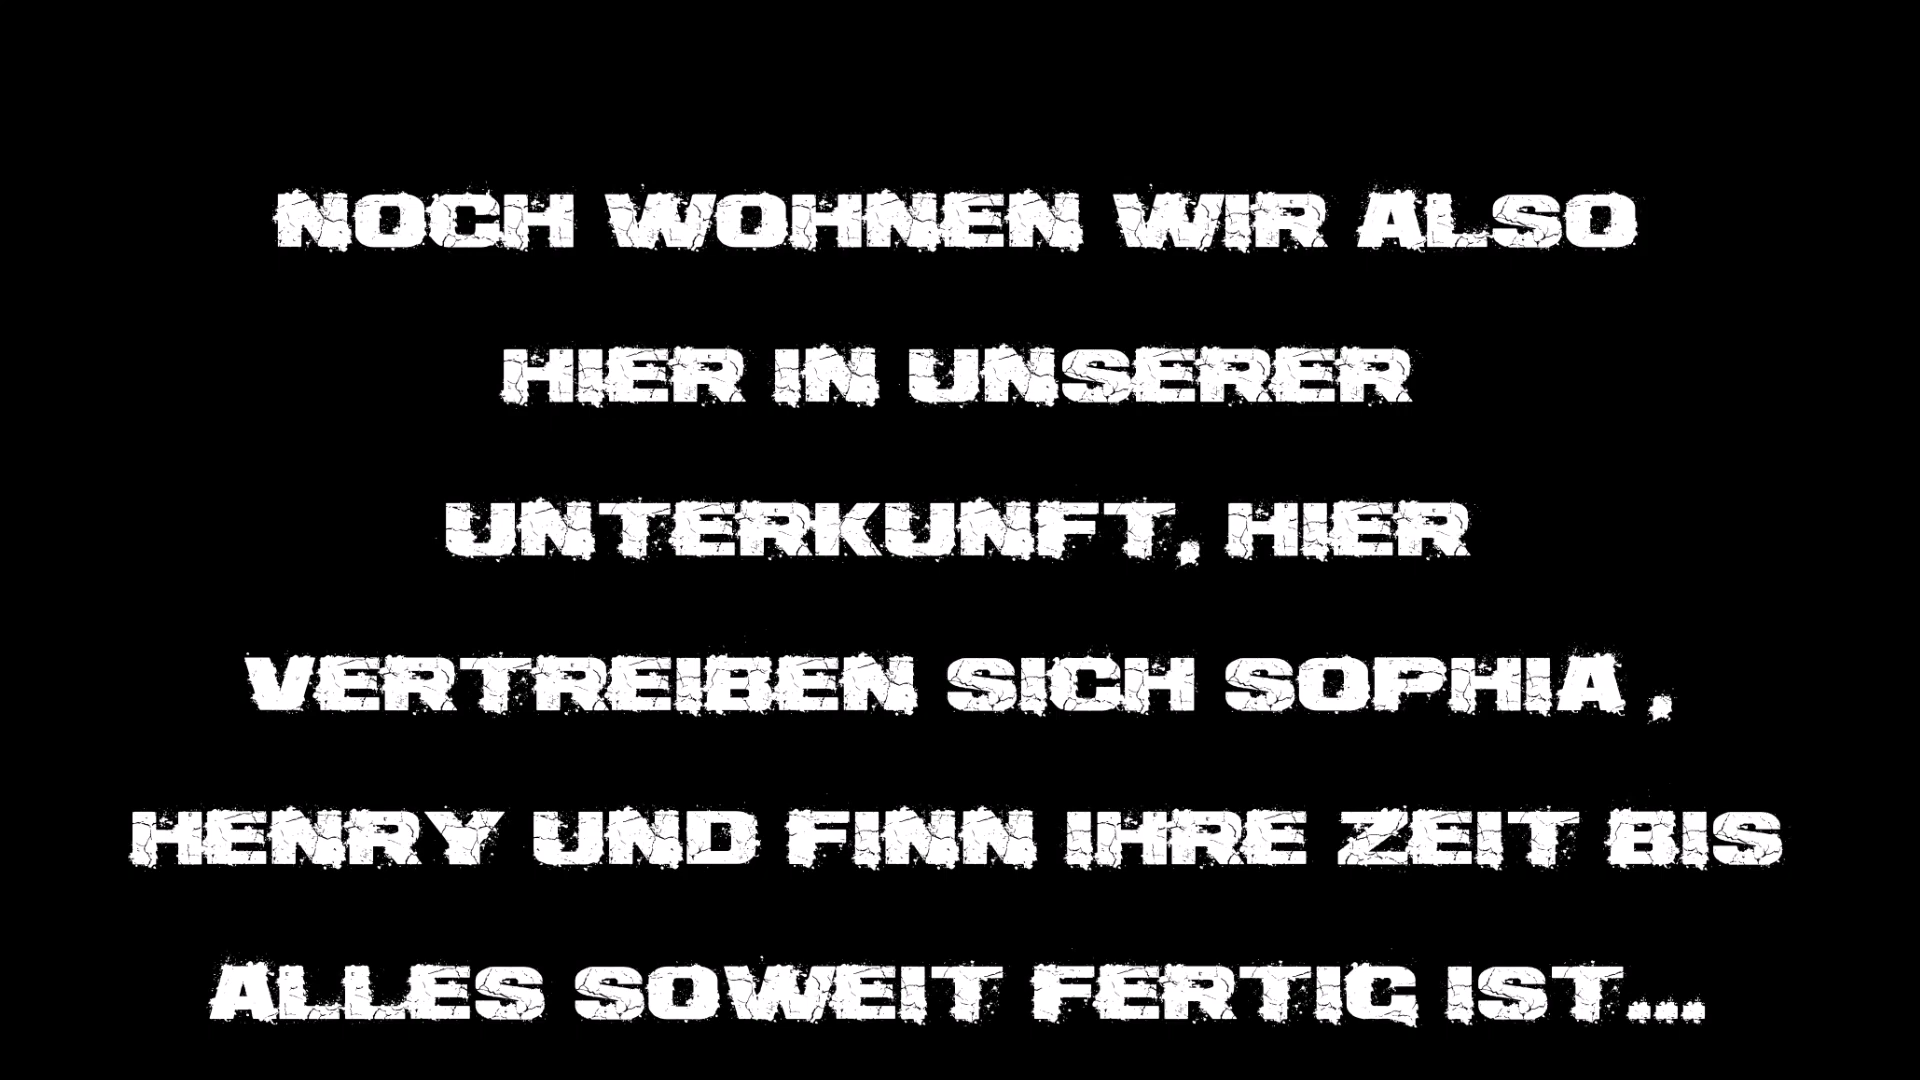 NOCH WOHNEN WIR ALSO
HIER IN UNSERER
UNTERKUNFT, HIER
VERTREIBEN SICH SOPHIA ,
HENRY UND FINN IHRE ZEIT BIS
ALLES SOWEIT FERTIG IST...